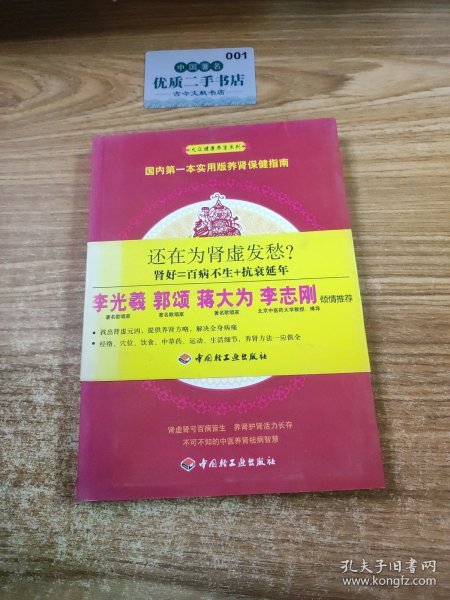 001
中国著名
优质二手书店
古今文献书店
大众健康养生系列
国内第一本实用版养肾保健指南
还在为肾虚发愁?
肾好=百病不生+抗衰延年
李光羲 郭颂 蒋大为 李志刚 倾情推荐
著名歌唱家 著名歌唱家 著名歌唱家 北京中医药大学教授、博导
• 找出肾虚元凶,提供养肾方略,解决全身病痛
• 经络、穴位、饮食、中草药、运动、生活细节,养肾方法一应俱全
中国轻工业出版社
肾虚肾亏百病皆生 养肾护肾活力长存
不可不知的中医养肾祛病智慧
中国轻工业出版社
孔夫子旧书网
www.kongfz.com